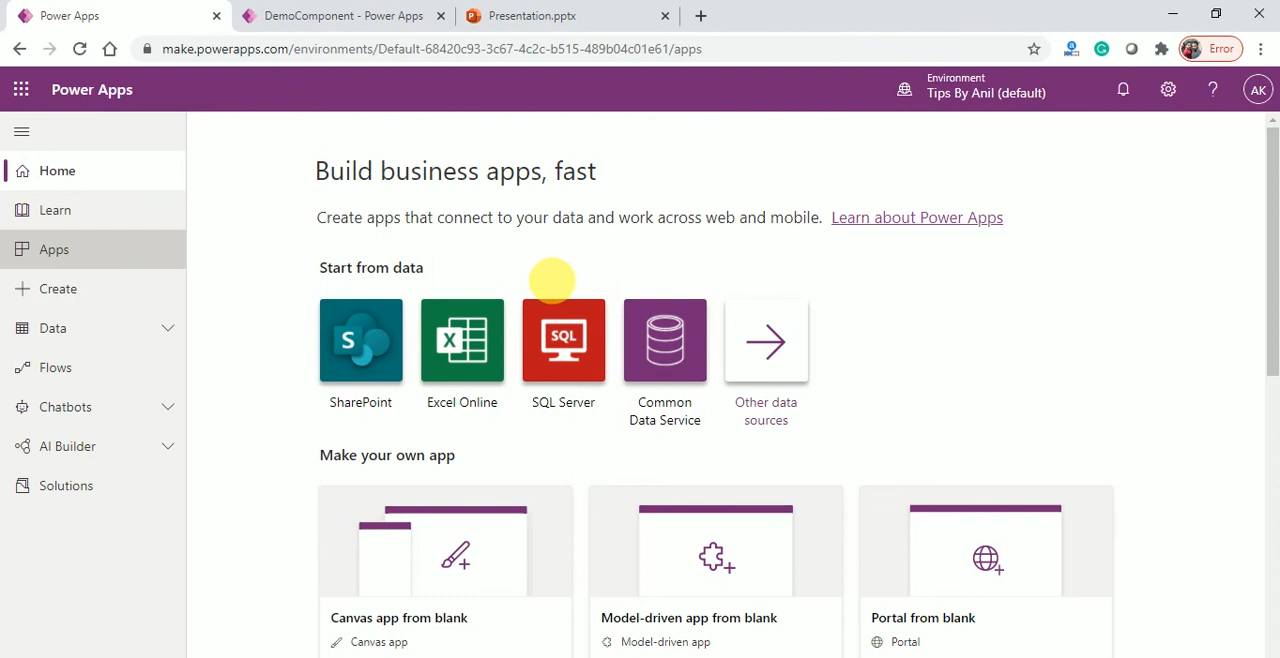 Power Apps
DemoComponent - Power Apps
Presentation.pptx
make.powerapps.com/environments/Default-68420c93-3c67-4c2c-b515-489b04c01e61/apps
Error
Power Apps
Environment
Tips By Anil (default)
AK
Home
Learn
Apps
Create
Data
Flows
Chatbots
AI Builder
Solutions
Build business apps, fast
Create apps that connect to your data and work across web and mobile. Learn about Power Apps
Start from data
S
X
SQL
SharePoint
Excel Online
SQL Server
Common
Data Service
Other data
sources
Make your own app
Canvas app from blank
Canvas app
Model-driven app from blank
Model-driven app
Portal from blank
Portal